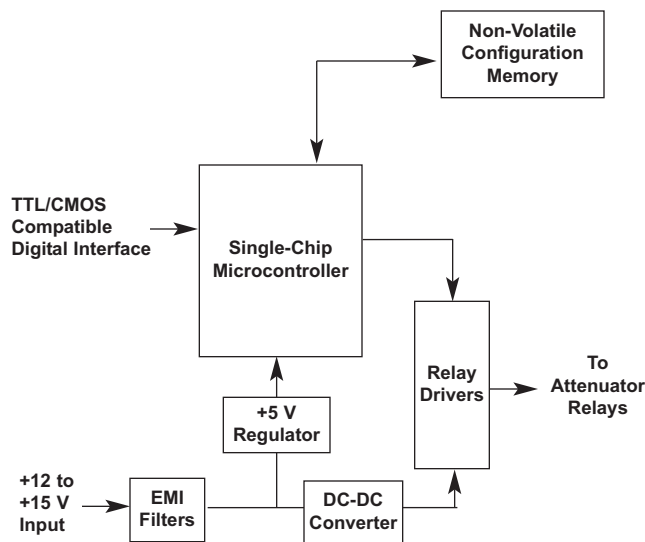 Non-Volatile
Configuration
Memory
TTL/CMOS
Compatible
Digital Interface
Single-Chip
Microcontroller
Relay
Drivers
To
Attenuator
Relays
+5 V
Regulator
+12 to
+15 V
Input
EMI
Filters
DC-DC
Converter